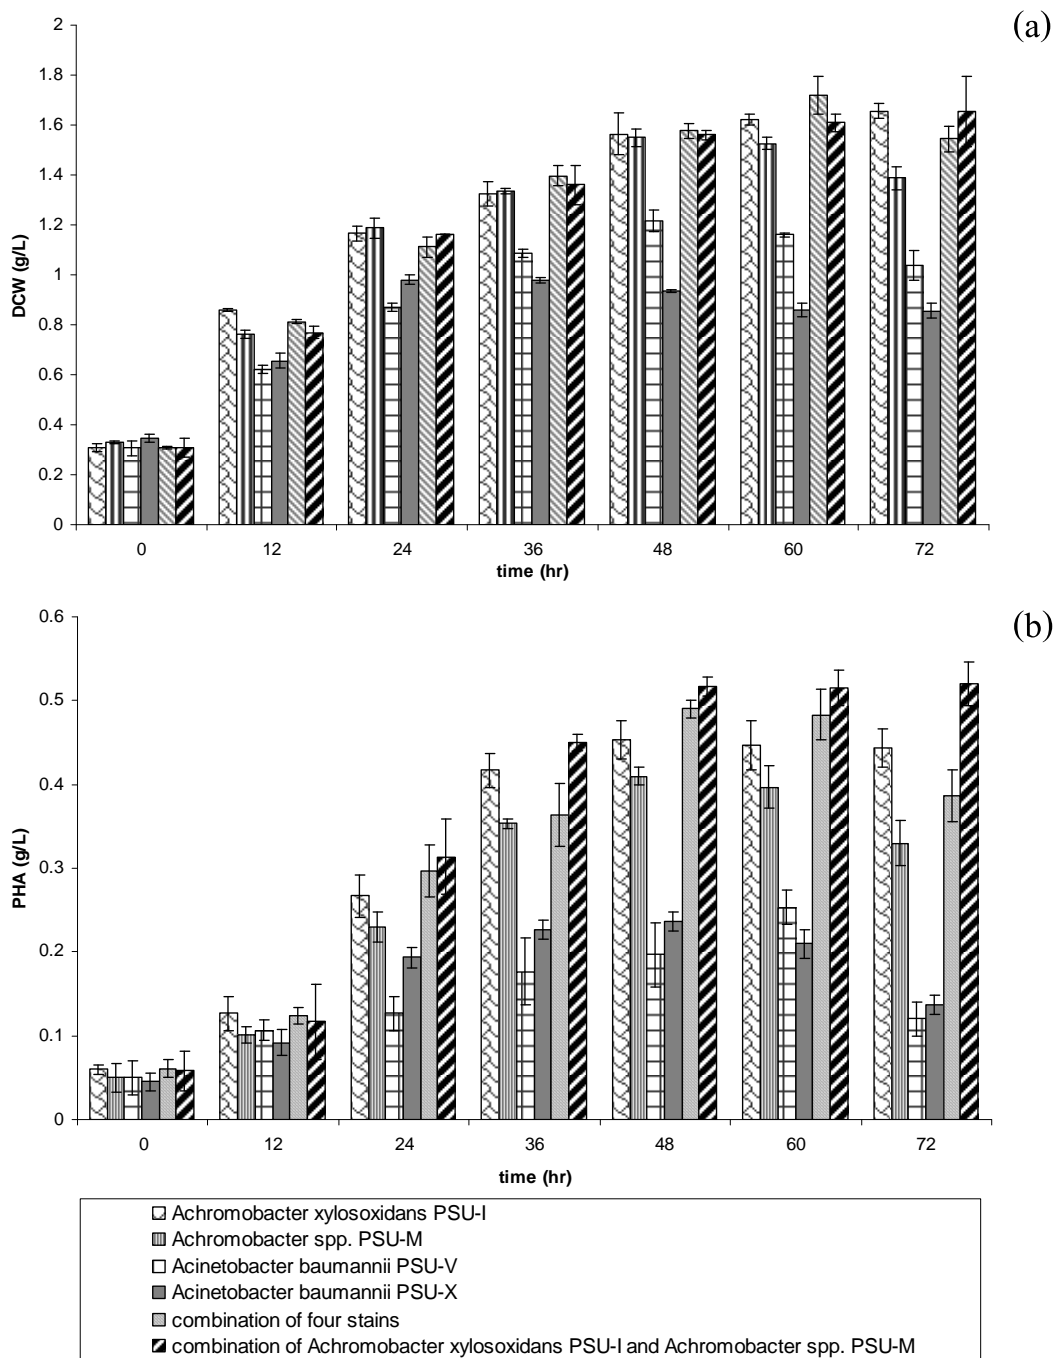 (a)
2
1.8
1.6
1.4
1.2
1
0.8
0.6
0.4
0.2
0
DCW (g/L)
0 12 24 36 48 60 72
time (hr)
(b)
0.6
0.5
0.4
0.3
0.2
0.1
0
PHA (g/L)
0 12 24 36 48 60 72
time (hr)
Achromobacter xylosoxidans PSU-I
Achromobacter spp. PSU-M
Acinetobacter baumannii PSU-V
Acinetobacter baumannii PSU-X
combination of four stains
combination of Achromobacter xylosoxidans PSU-I and Achromobacter spp. PSU-M